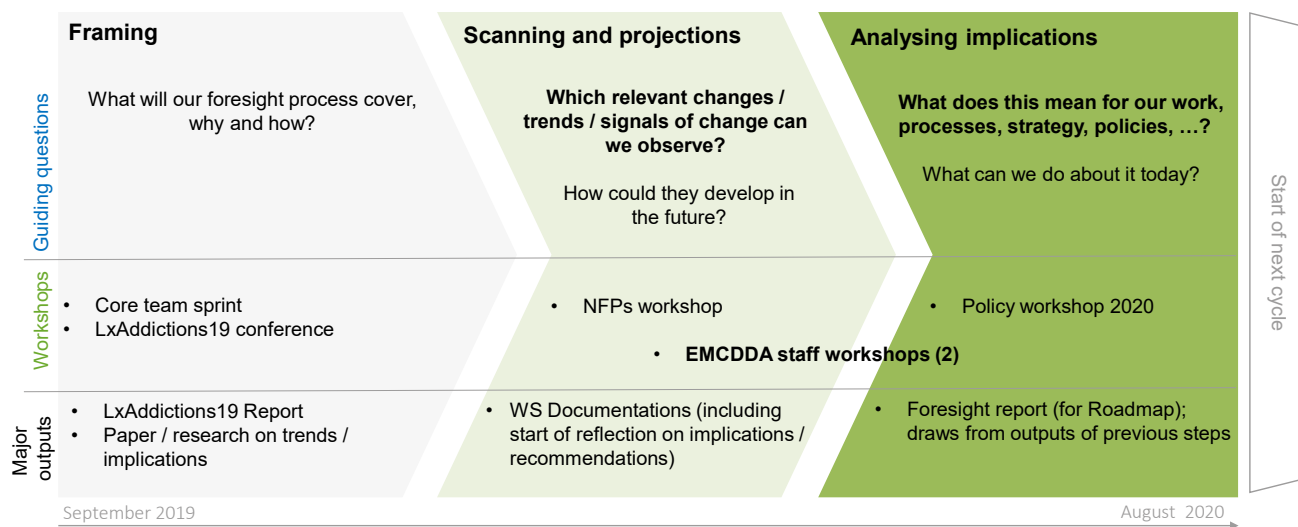 Framing
Scanning and projections
Analysing implications
Guiding questions
What will our foresight process cover,
why and how?
Which relevant changes /
trends / signals of change can
we observe?
How could they develop in
the future?
What does this mean for our work,
processes, strategy, policies, …?
What can we do about it today?
Start of next cycle
Workshops
• Core team sprint
• LxAddictions19 conference
• NFPs workshop
• EMCDDA staff workshops (2)
• Policy workshop 2020
Major
outputs
• LxAddictions19 Report
• Paper / research on trends /
implications
• WS Documentations (including
start of reflection on implications /
recommendations)
• Foresight report (for Roadmap);
draws from outputs of previous steps
September 2019
August 2020